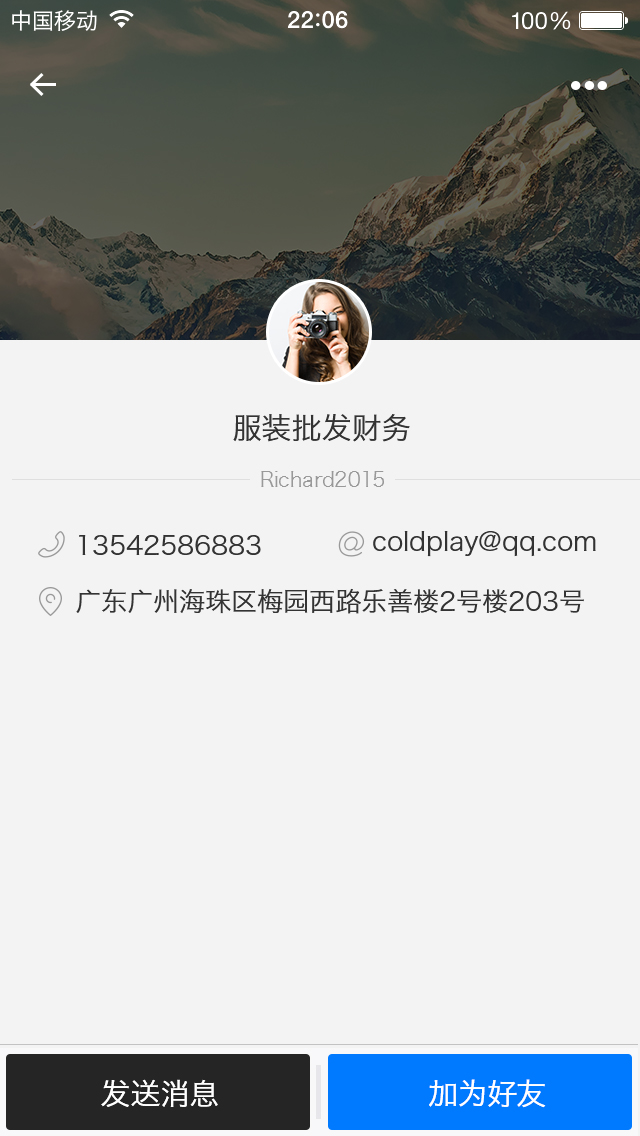 中国移动 22:06 100%
服装批发财务
Richard2015
13542586883 coldplay@qq.com
广东广州海珠区梅园西路乐善楼2号楼203号
发送消息 加为好友